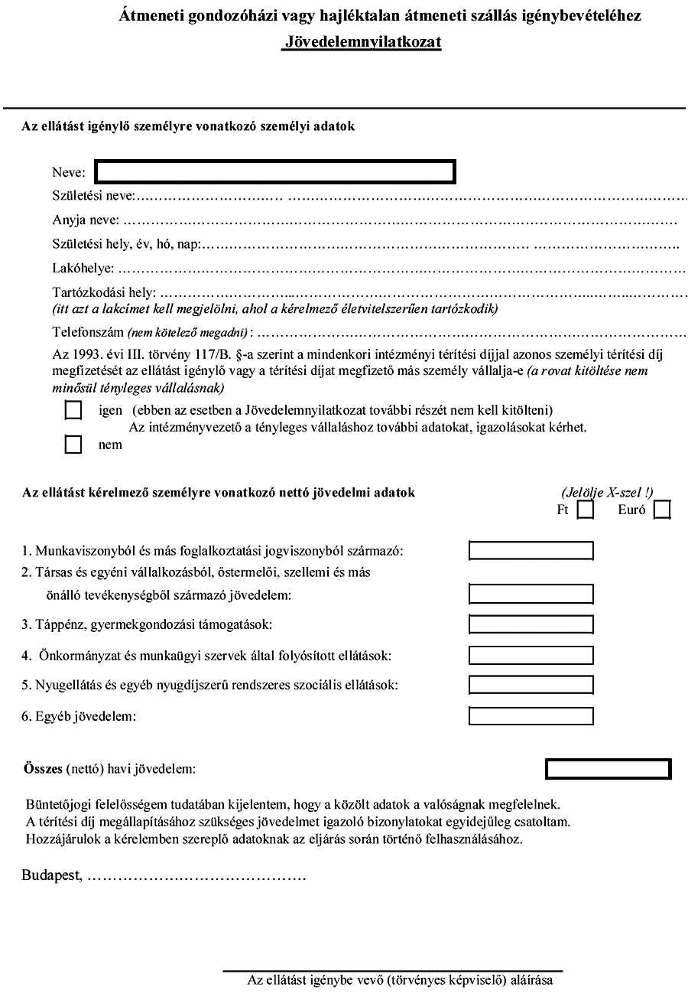 Átmeneti gondozóházi vagy hajléktalan átmeneti szállás igénybevételéhez
Jövedelemnyilatkozat
Az ellátást igénylő személyre vonatkozó személyi adatok
Neve:
Születési neve:…………………………… ……………………………………………………………………………
Anyja neve: ……………………………………………………………………………………………………….
Születési hely, év, hó, nap:……………………………………………………………… …………………………..
Lakóhelye: ………………………………………………………………………………………………………………
Tartózkodási hely: …………………………...…………………………………………………………..……..…………
(itt azt a lakcímet kell megjelölni, ahol a kérelmező életvitelszerűen tartózkodik)
Telefonszám (nem kötelező megadni) : ……………………………………………………………………………………
Az 1993. évi III. törvény 117/B. §-a szerint a mindenkori intézményi térítési díjjal azonos személyi térítési díj
megfizetését az ellátást igénylő vagy a térítési díjat megfizető más személy vállalja-e (a rovat kitöltése nem
minősül tényleges vállalásnak)
igen (ebben az esetben a Jövedelemnyilatkozat további részét nem kell kitölteni)
Az intézményvezető a tényleges vállaláshoz további adatokat, igazolásokat kérhet.
nem
Az ellátást kérelmező személyre vonatkozó nettó jövedelmi adatok (Jelölje X-szel !)
Ft Euró
1. Munkaviszonyból és más foglalkoztatási jogviszonyból származó:
2. Társas és egyéni vállalkozásból, őstermelői, szellemi és más
önálló tevékenységből származó jövedelem:
3. Táppénz, gyermekgondozási támogatások:
4. Önkormányzat és munkaügyi szervek által folyósított ellátások:
5. Nyugellátás és egyéb nyugdíjszerű rendszeres szociális ellátások:
6. Egyéb jövedelem:
Összes (nettó) havi jövedelem:
Büntetőjogi felelősségem tudatában kijelentem, hogy a közölt adatok a valóságnak megfelelnek.
A térítési díj megállapításához szükséges jövedelmet igazoló bizonylatokat egyidejűleg csatoltam.
Hozzájárulok a kérelemben szereplő adatoknak az eljárás során történő felhasználásához.
Budapest, …………………………………….
Az ellátást igénybe vevő (törvényes képviselő) aláírása